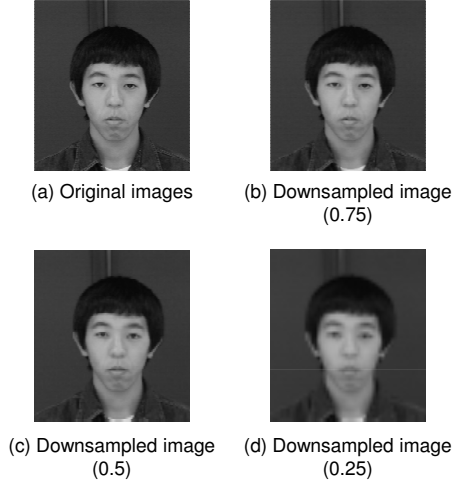 (a) Original images
(b) Downsampled image
(0.75)
(c) Downsampled image
(0.5)
(d) Downsampled image
(0.25)